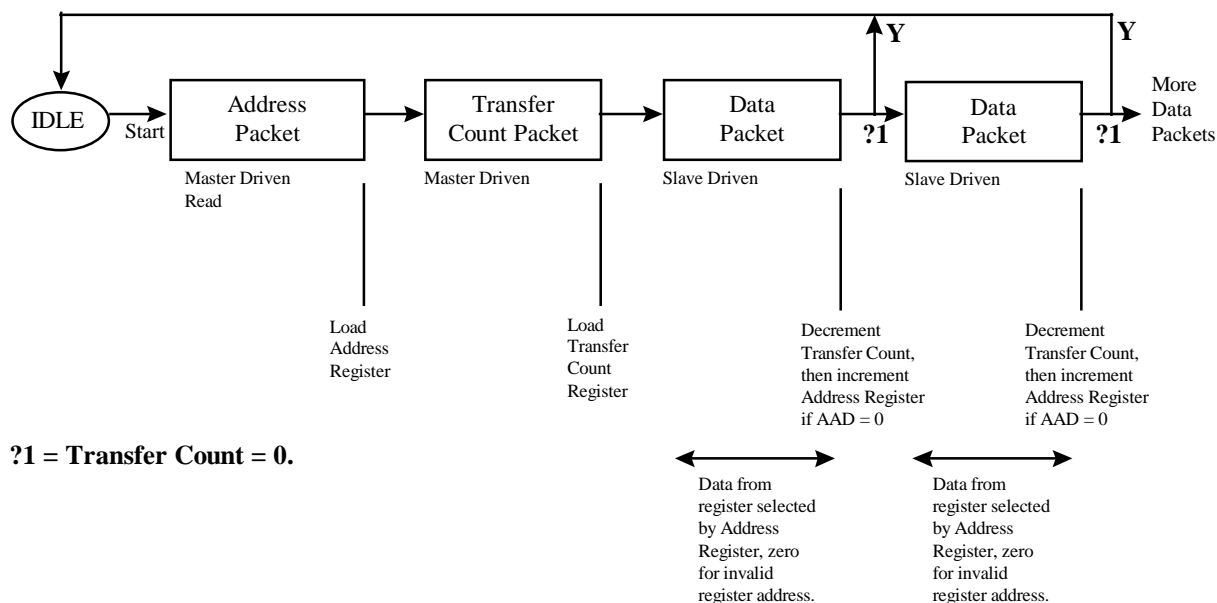 Y
Y
IDLE
Start
Address
Packet
Transfer
Count Packet
Data
Packet
?1
Data
Packet
?1
More
Data
Packets
Master Driven
Read
Master Driven
Slave Driven
Slave Driven
Load
Address
Register
Load
Transfer
Count
Register
Decrement
Transfer Count,
then increment
Address Register
if AAD = 0
Decrement
Transfer Count,
then increment
Address Register
if AAD = 0
?1 = Transfer Count = 0.
Data from
register selected
by Address
Register, zero
for invalid
register address.
Data from
register selected
by Address
Register, zero
for invalid
register address.